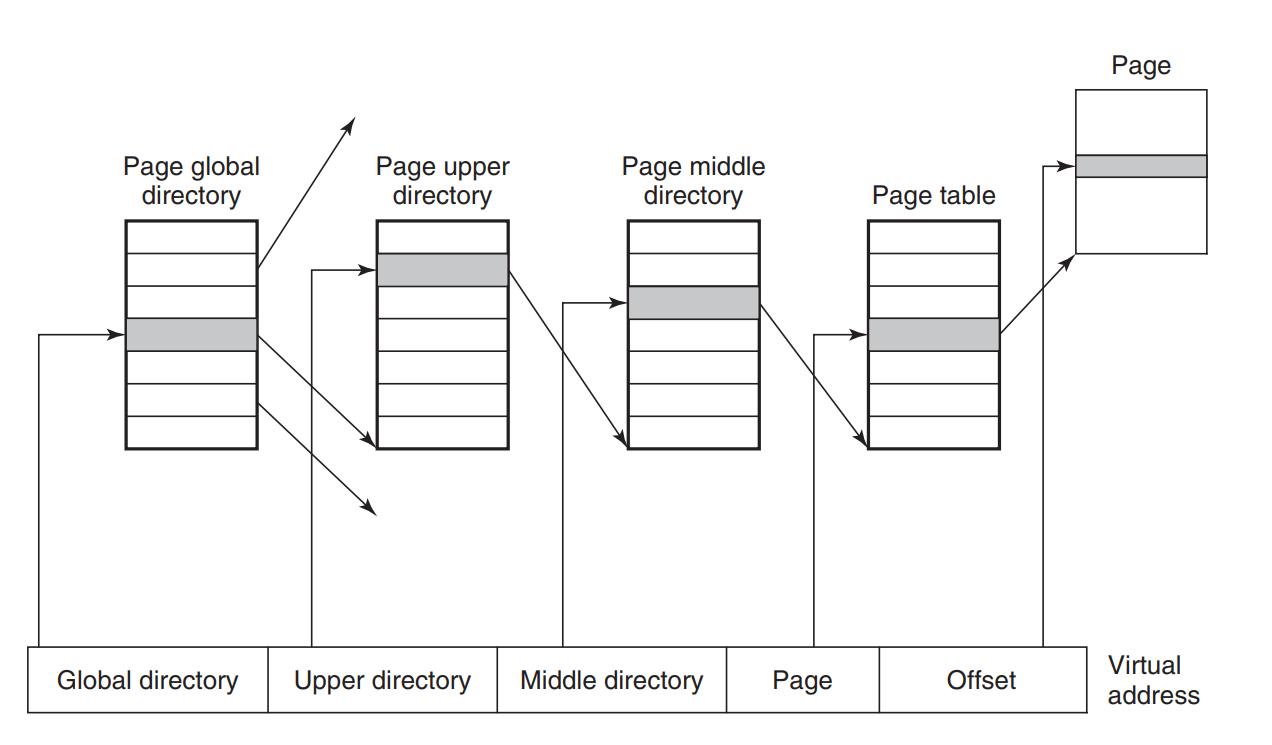 Page
Page global
directory
Page upper
directory
Page middle
directory
Page table
Global directory
Upper directory
Middle directory
Page
Offset
Virtual
address